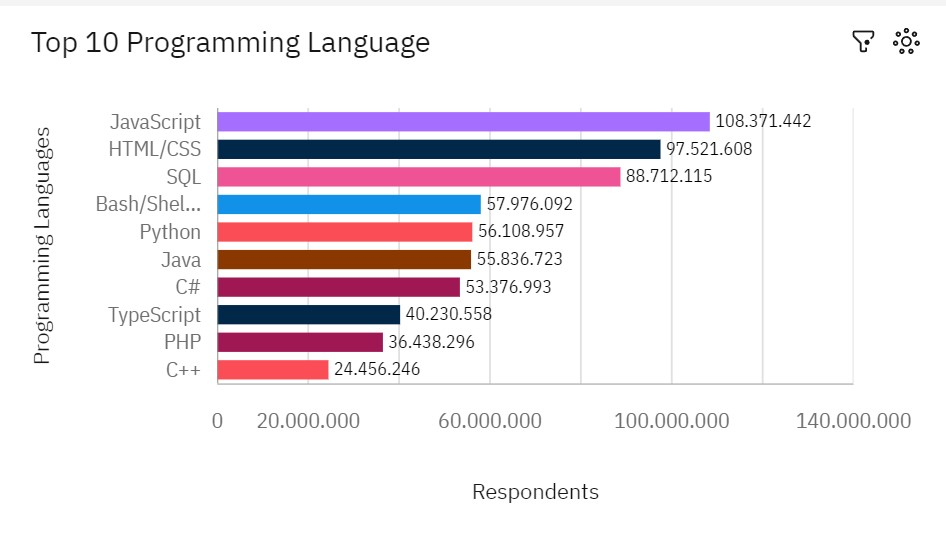 Top 10 Programming Language
Programming Languages
JavaScript 108.371.442
HTML/CSS 97.521.608
SQL 88.712.115
Bash/Shel... 57.976.092
Python 56.108.957
Java 55.836.723
C# 53.376.993
TypeScript 40.230.558
PHP 36.438.296
C++ 24.456.246
0 20.000.000 60.000.000 100.000.000 140.000.000
Respondents